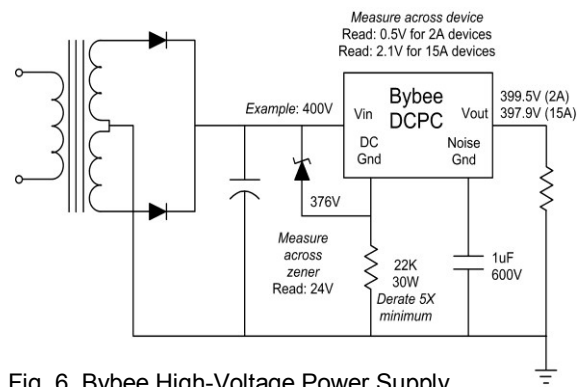 Measure across device
Read: 0.5V for 2A devices
Read: 2.1V for 15A devices
Example: 400V
Vin
Bybee
DCPC
Vout
399.5V (2A)
397.9V (15A)
DC
Gnd
Noise
Gnd
376V
Measure
across
zener
Read: 24V
22K
30W
Derate 5X
minimum
1uF
600V
Fig. 6 Bybee High-Voltage Power Supply